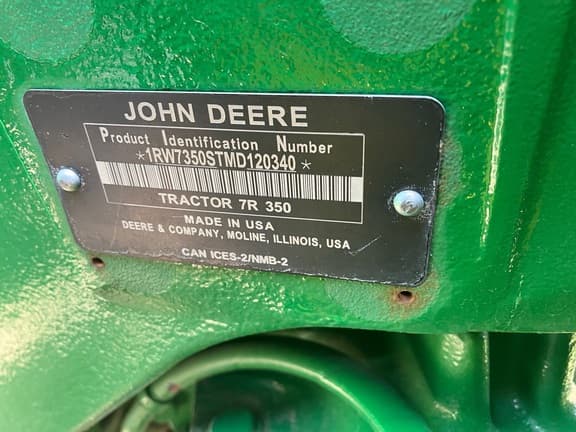 JOHN DEERE
Product Identification Number
*1RW7350STMD120340*
TRACTOR 7R 350
MADE IN USA
DEERE & COMPANY, MOLINE, ILLINOIS, USA
CAN ICES-2/NMB-2